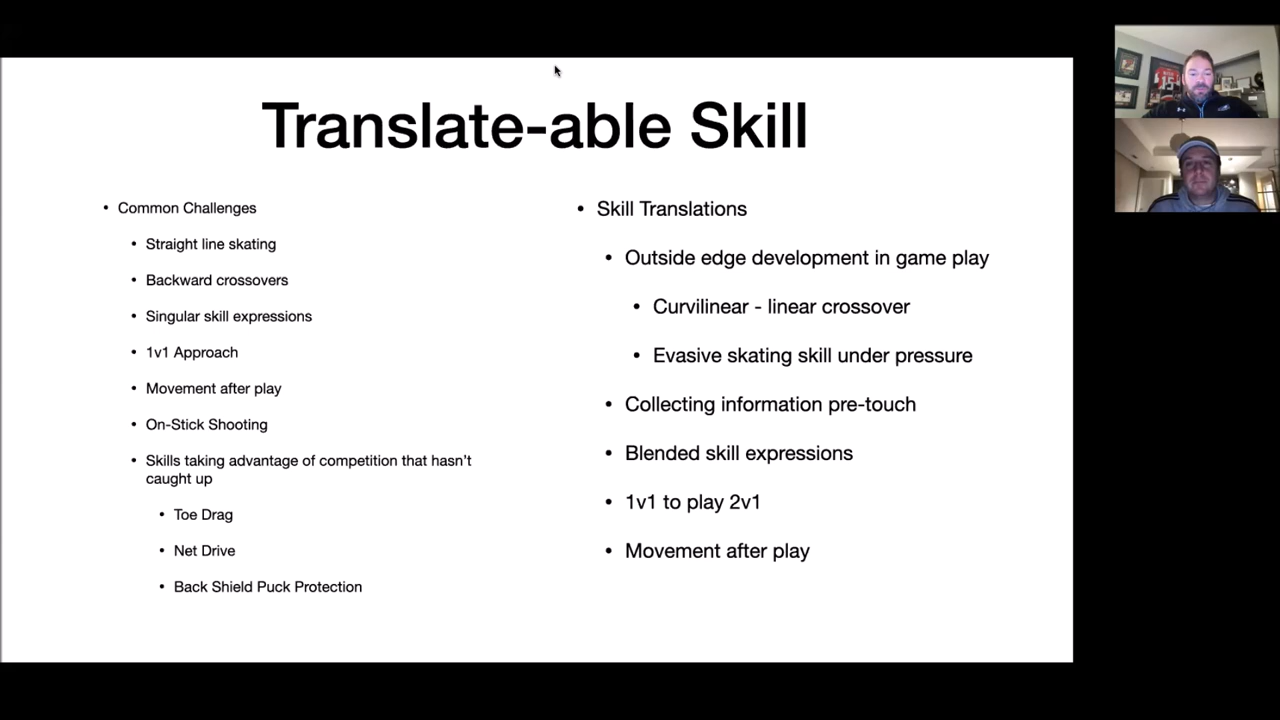 Translate-able Skill
• Common Challenges
• Straight line skating
• Backward crossovers
• Singular skill expressions
• 1v1 Approach
• Movement after play
• On-Stick Shooting
• Skills taking advantage of competition that hasn't
caught up
• Toe Drag
• Net Drive
• Back Shield Puck Protection
• Skill Translations
• Outside edge development in game play
• Curvilinear - linear crossover
• Evasive skating skill under pressure
• Collecting information pre-touch
• Blended skill expressions
• 1v1 to play 2v1
• Movement after play
15